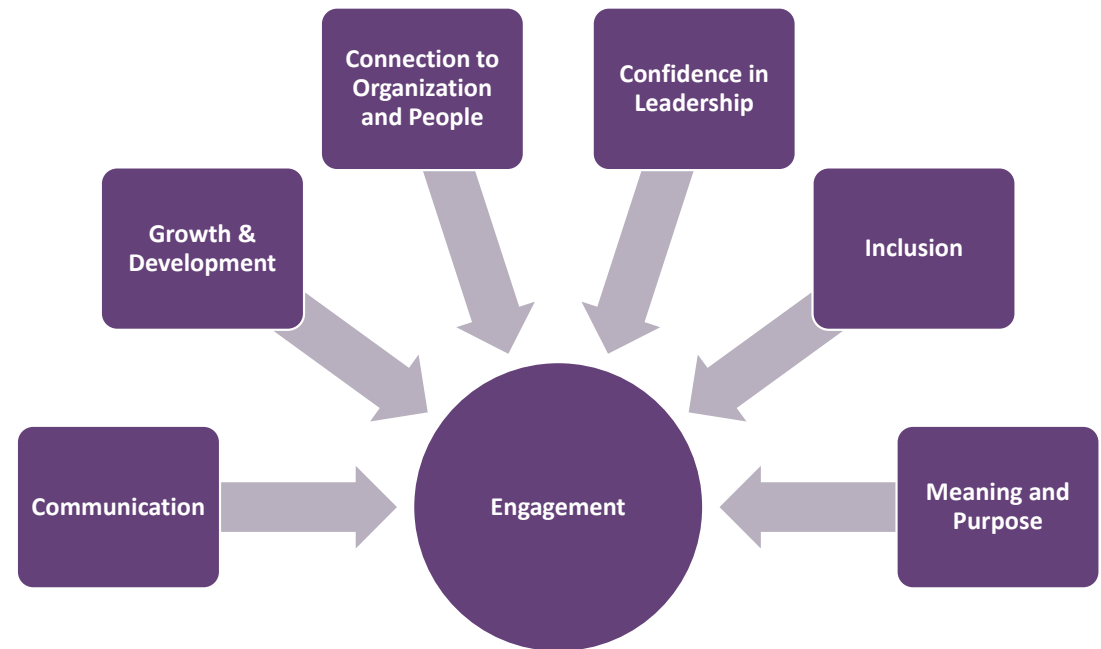 Connection to
Organization
and People
Confidence in
Leadership
Growth &
Development
Inclusion
Communication
Engagement
Meaning and
Purpose